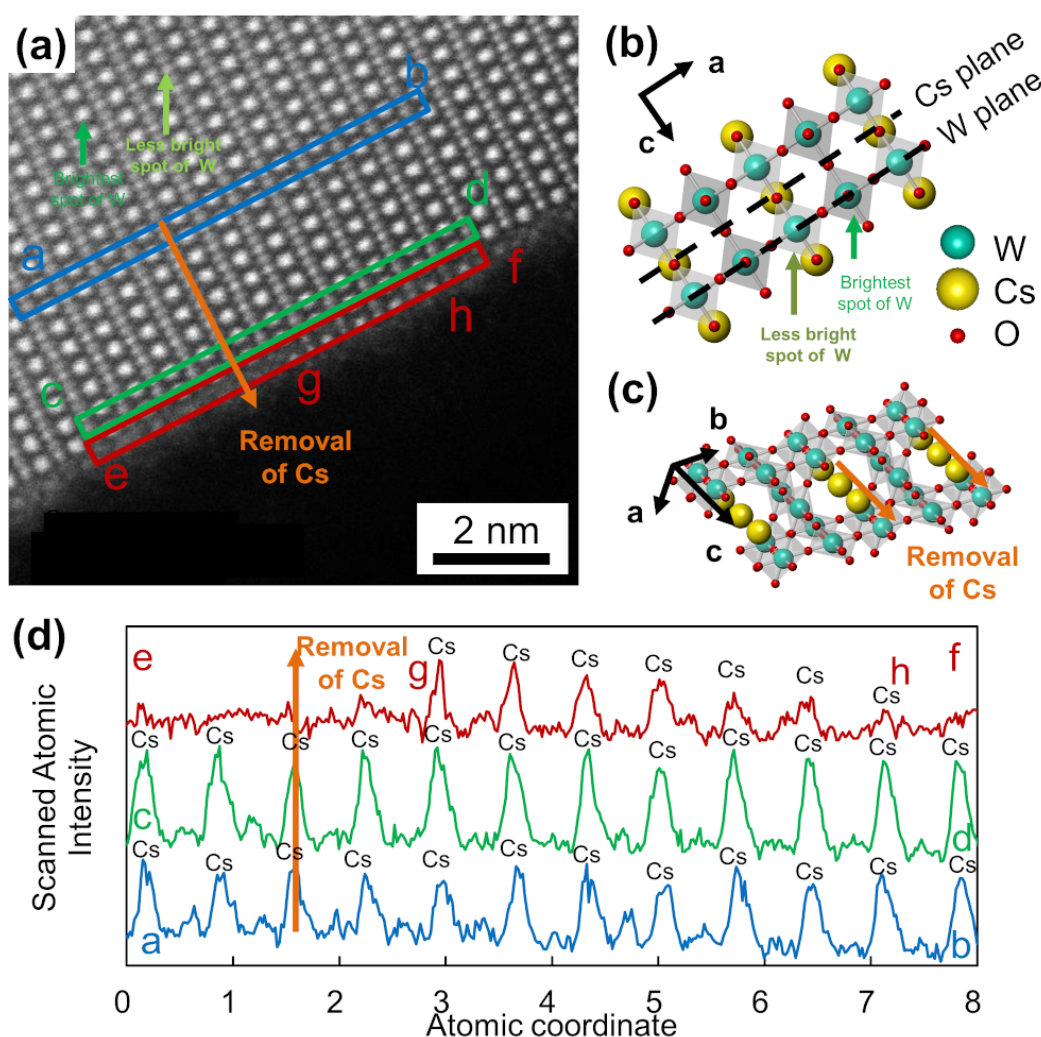 (a)
b
Less bright
spot of W
Brightest
spot of W
a
d
f
h
c
g
e
Removal
of Cs
2 nm
(b)
a
c
Cs plane
W plane
W
Cs
O
Brightest
spot of W
Less bright
spot of W
(c)
b
a
c
Removal
of Cs
(d)
Scanned Atomic
Intensity
e
Removal
of Cs
g
Cs
Cs
Cs
Cs
Cs
Cs
Cs
h
f
Cs
Cs
Cs
Cs
Cs
Cs
Cs
Cs
Cs
Cs
Cs
Cs
c
d
Cs
Cs
Cs
Cs
Cs
Cs
Cs
Cs
Cs
Cs
Cs
Cs
a
b
0 1 2 3 4 5 6 7 8
Atomic coordinate